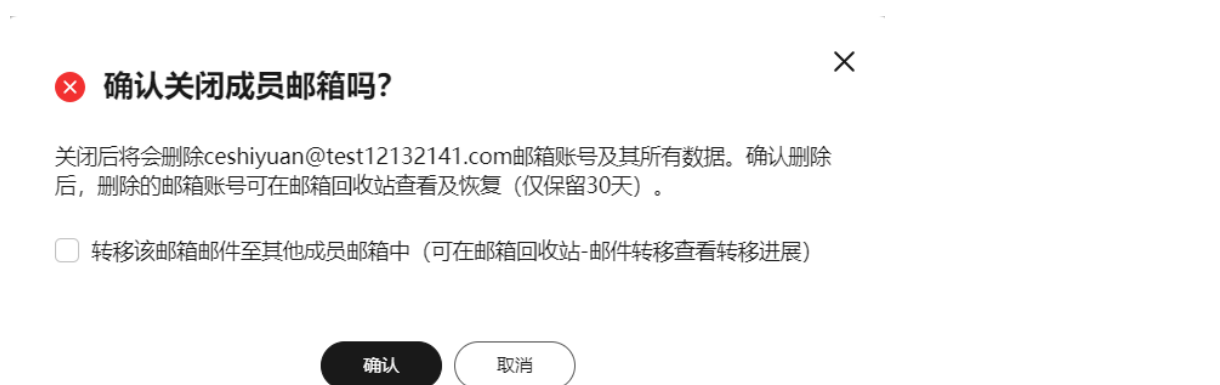 确认关闭成员邮箱吗?
关闭后将会删除ceshiyuan@test12132141.com邮箱账号及其所有数据。确认删除
后，删除的邮箱账号可在邮箱回收站查看及恢复（仅保留30天）。
转移该邮箱邮件至其他成员邮箱中（可在邮箱回收站-邮件转移查看转移进展）
确认
取消